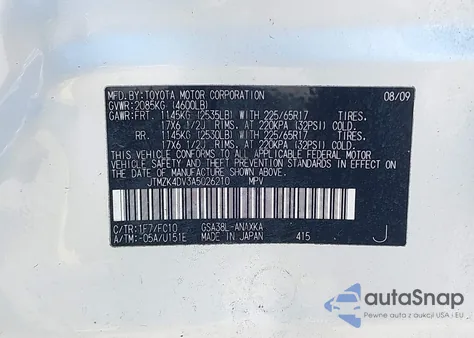 MFD.BY:TOYOTA MOTOR CORPORATION 08/09
GVWR:2085KG (4600LB)
GAWR:FRT. 1145KG (2535LB) WITH 225/65R17 TIRES.
17X6 1/2J RIMS. AT 220KPA (32PSI) COLD.
RR. 1145KG (2530LB) WITH 225/65R17 TIRES.
17X6 1/2J RIMS. AT 220KPA (32PSI) COLD.
THIS VEHICLE CONFORMS TO ALL APPLICABLE FEDERAL MOTOR
VEHICLE SAFETY AND THEFT PREVENTION STANDARDS IN
EFFECT ON THE DATE OF MANUFACTURE SHOWN ABOVE.
JTMZK4DV3A5026210 MPV
C/TR:1F7/FC10 GSA38L-ANAXKA
A/TM:-05A/U151E MADE IN JAPAN 415 J
autoSnap
Pewne auto z aukcji USA i EU